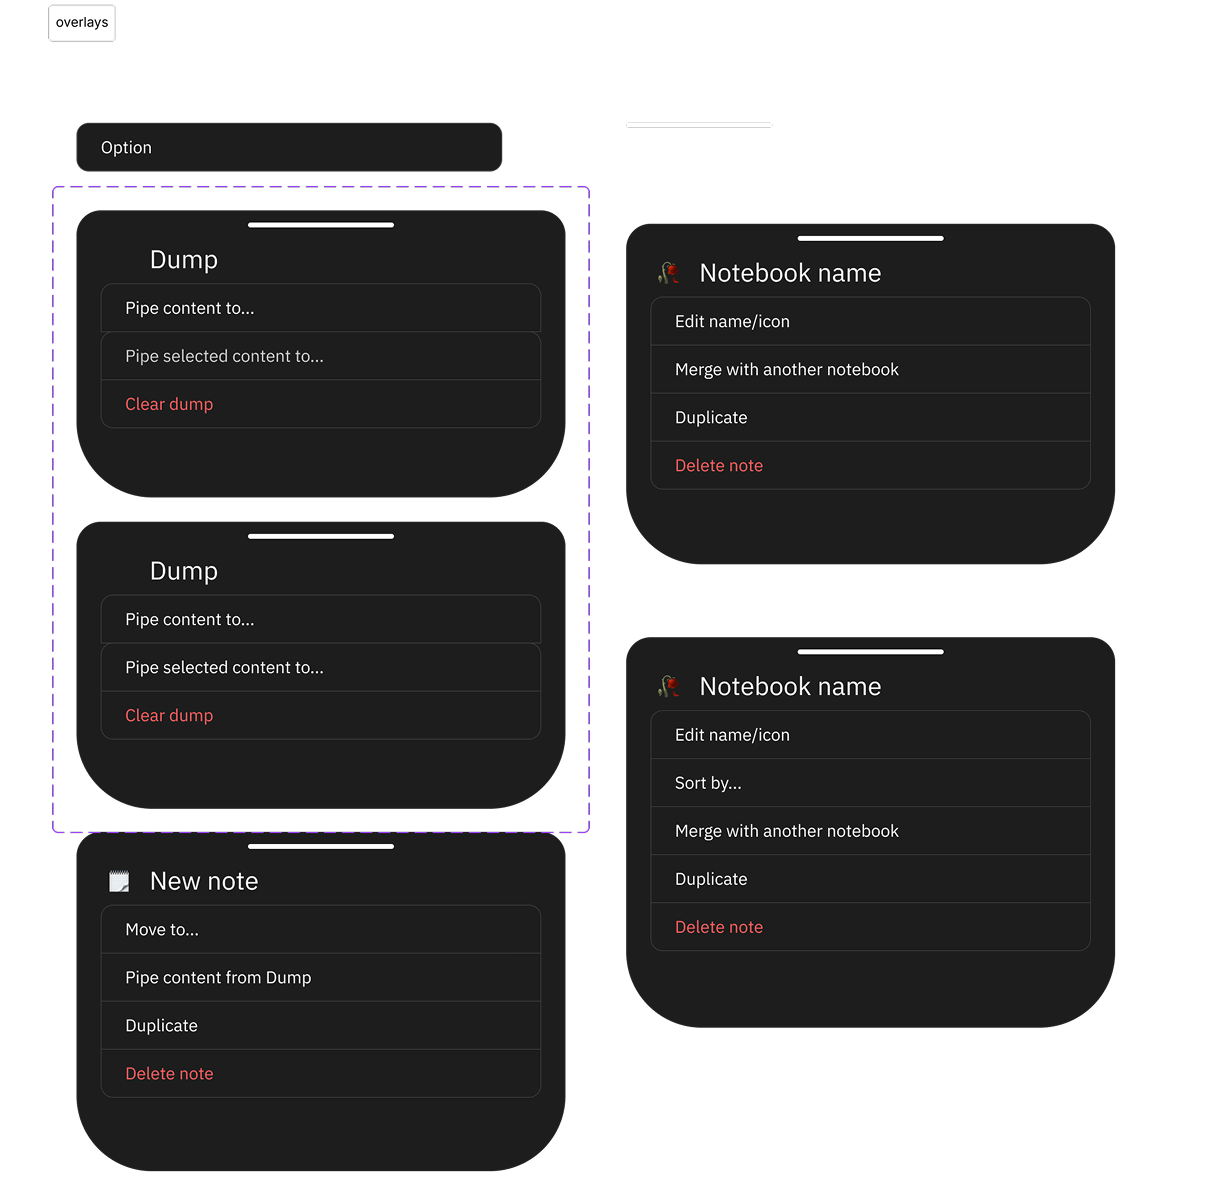 overlays
Option
Dump
Pipe content to...
Pipe selected content to...
Clear dump
Dump
Pipe content to...
Pipe selected content to...
Clear dump
New note
Move to...
Pipe content from Dump
Duplicate
Delete note
Notebook name
Edit name/icon
Merge with another notebook
Duplicate
Delete note
Notebook name
Edit name/icon
Sort by...
Merge with another notebook
Duplicate
Delete note